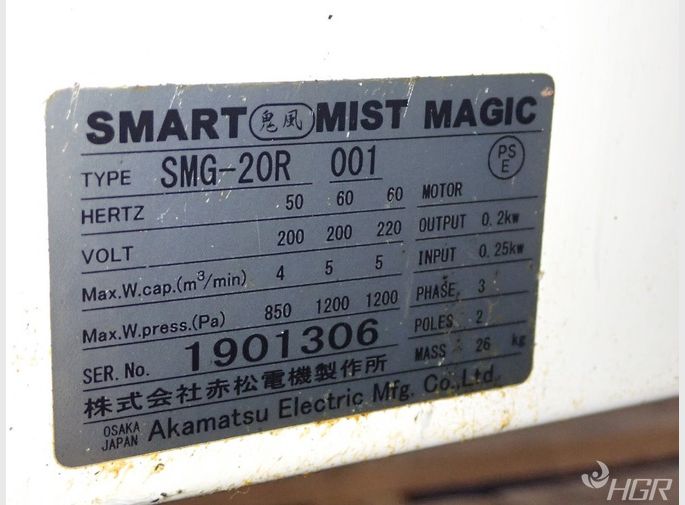 SMART 鬼風 MIST MAGIC
TYPE SMG-20R 001 PS E
HERTZ 50 60 60 MOTOR
VOLT 200 200 220 OUTPUT 0.2kw
Max.W.cap.(m³/min) 4 5 5 INPUT 0.25kw
Max.W.press.(Pa) 850 1200 1200 PHASE 3
SER. No. 1901306 POLES 2
MASS 26 kg
株式会社赤松電機製作所
OSAKA JAPAN Akamatsu Electric Mfg. Co.,Ltd.
HGR